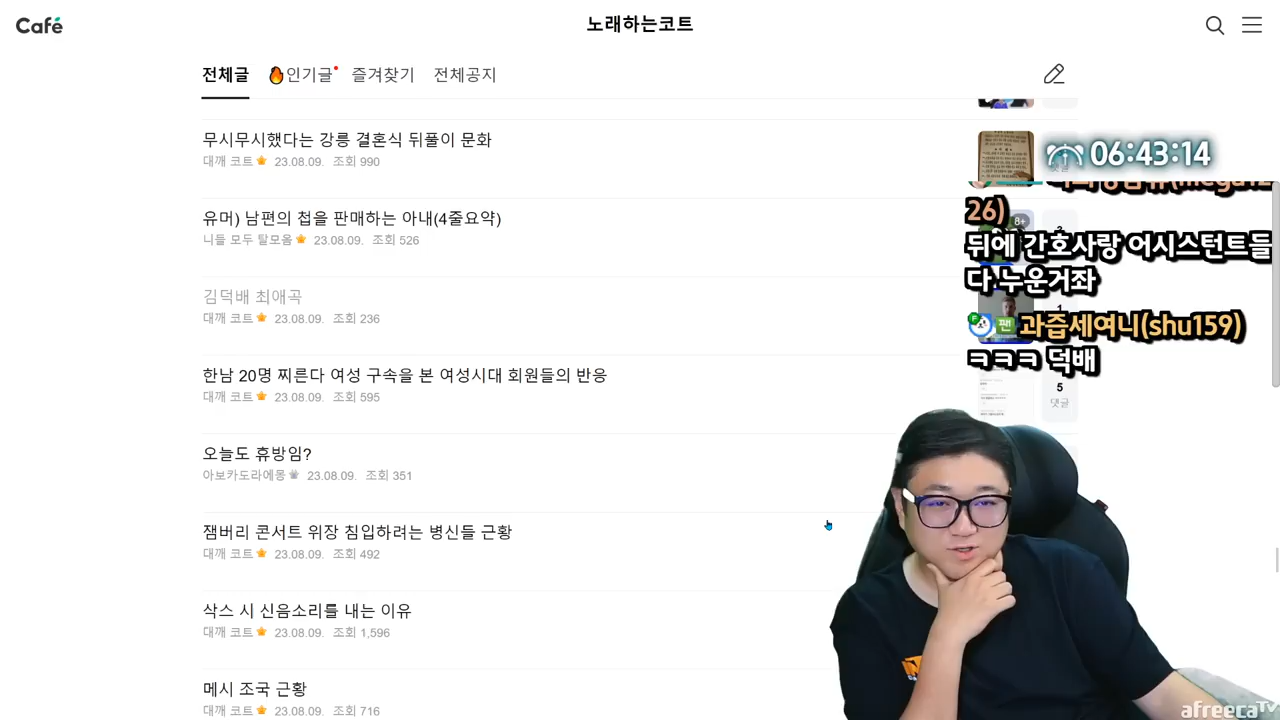 Café
노래하는코트
전체글
인기글
즐겨찾기
전체공지
무시무시했다는 강릉 결혼식 뒤풀이 문화
대깨 코트 23.08.09. 조회 990
06:43:14
유머) 남편의 첩을 판매하는 아내(4줄요약)
니들 모두 탈모옴 23.08.09. 조회 526
8+
26)
뒤에 간호사랑 어시스턴트들
다 누운거좌
김덕배 최애곡
대깨 코트 23.08.09. 조회 236
짼!
과즙세여니(shu159)
ㅋㅋㅋ 덕배
한남 20명 찌른다 여성 구속을 본 여성시대 회원들의 반응
대깨 코트 23.08.09. 조회 595
5
댓글
오늘도 휴방임?
아보카도라에몽 23.08.09. 조회 351
잼버리 콘서트 위장 침입하려는 병신들 근황
대깨 코트 23.08.09. 조회 492
삭스 시 신음소리를 내는 이유
대깨 코트 23.08.09. 조회 1,596
메시 조국 근황
대깨 코트 23.08.09. 조회 716
afreecaTV